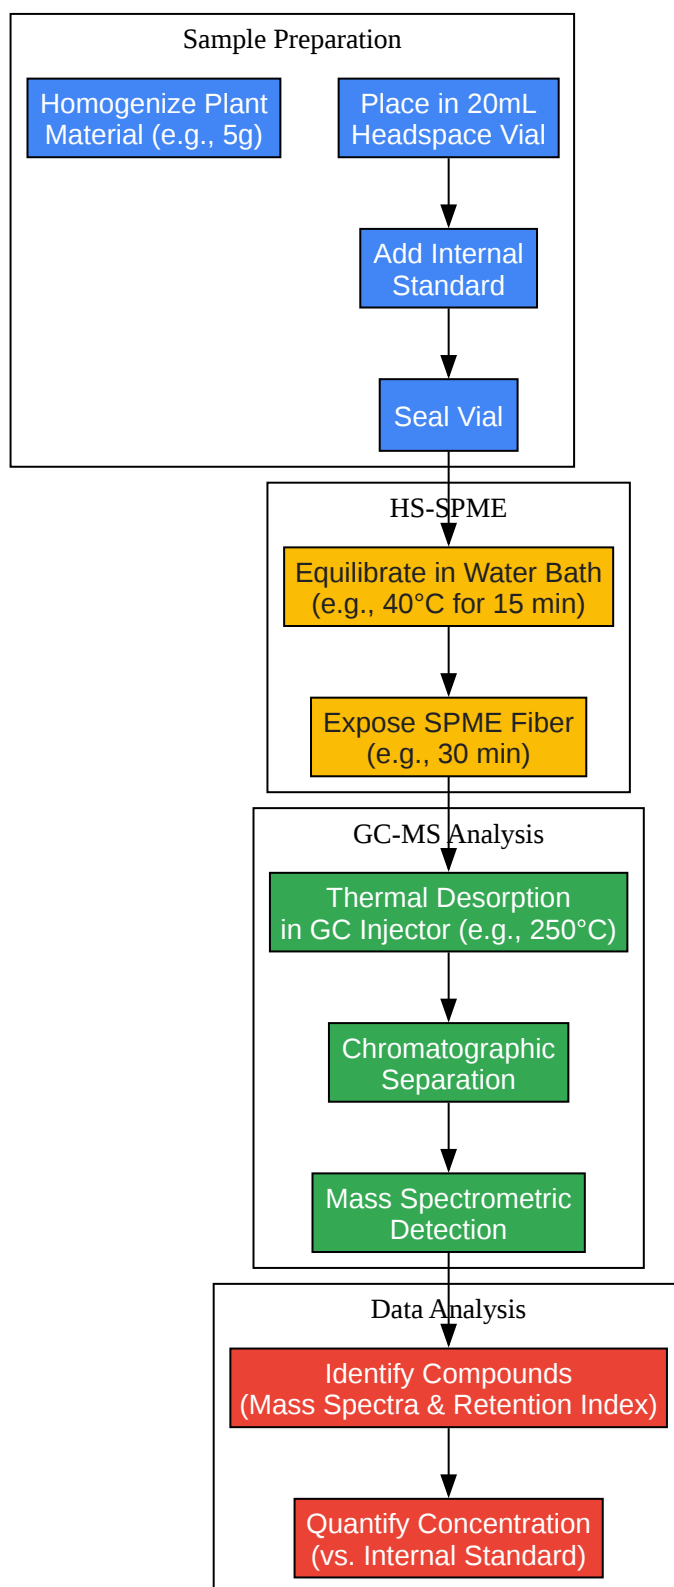 Sample Preparation
Homogenize Plant
Material (e.g., 5g)
Place in 20mL
Headspace Vial
Add Internal
Standard
Seal Vial
HS-SPME
Equilibrate in Water Bath
(e.g., 40°C for 15 min)
Expose SPME Fiber
(e.g., 30 min)
GC-MS Analysis
Thermal Desorption
in GC Injector (e.g., 250°C)
Chromatographic
Separation
Mass Spectrometric
Detection
Data Analysis
Identify Compounds
(Mass Spectra & Retention Index)
Quantify Concentration
(vs. Internal Standard)